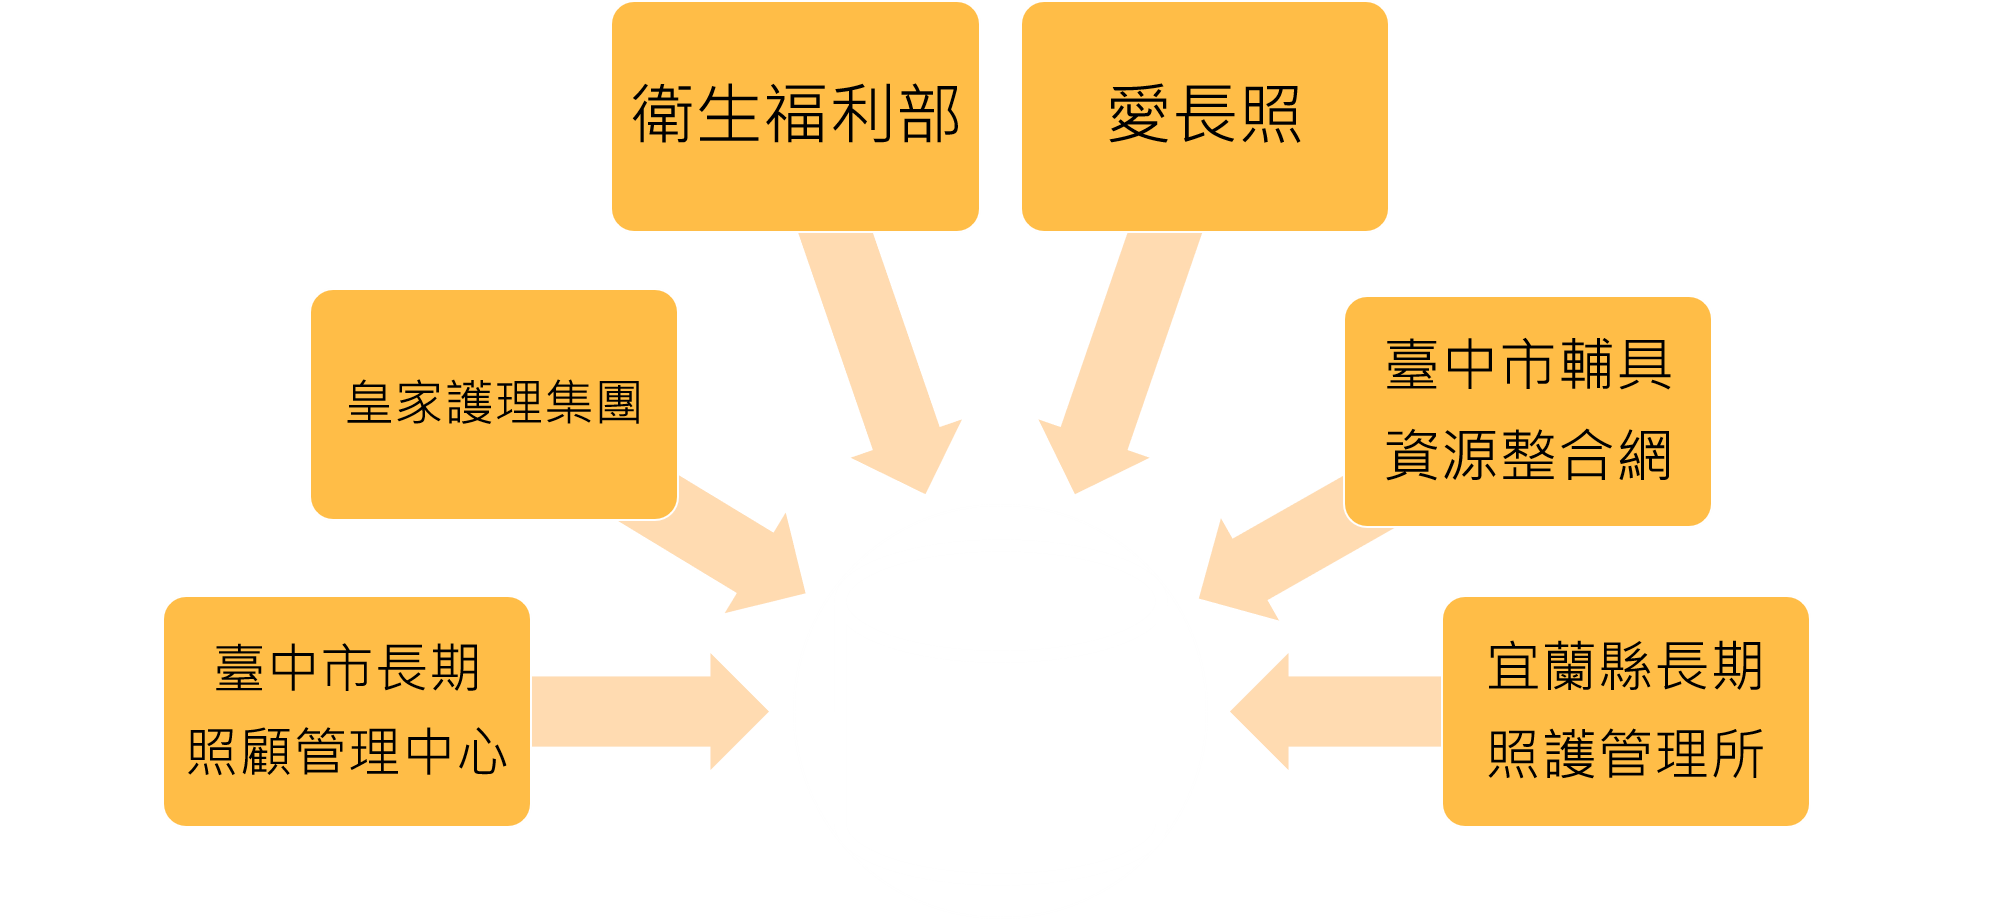 衛生福利部
愛長照
皇家護理集團
臺中市輔具
資源整合網
臺中市長期
照顧管理中心
宜蘭縣長期
照護管理所